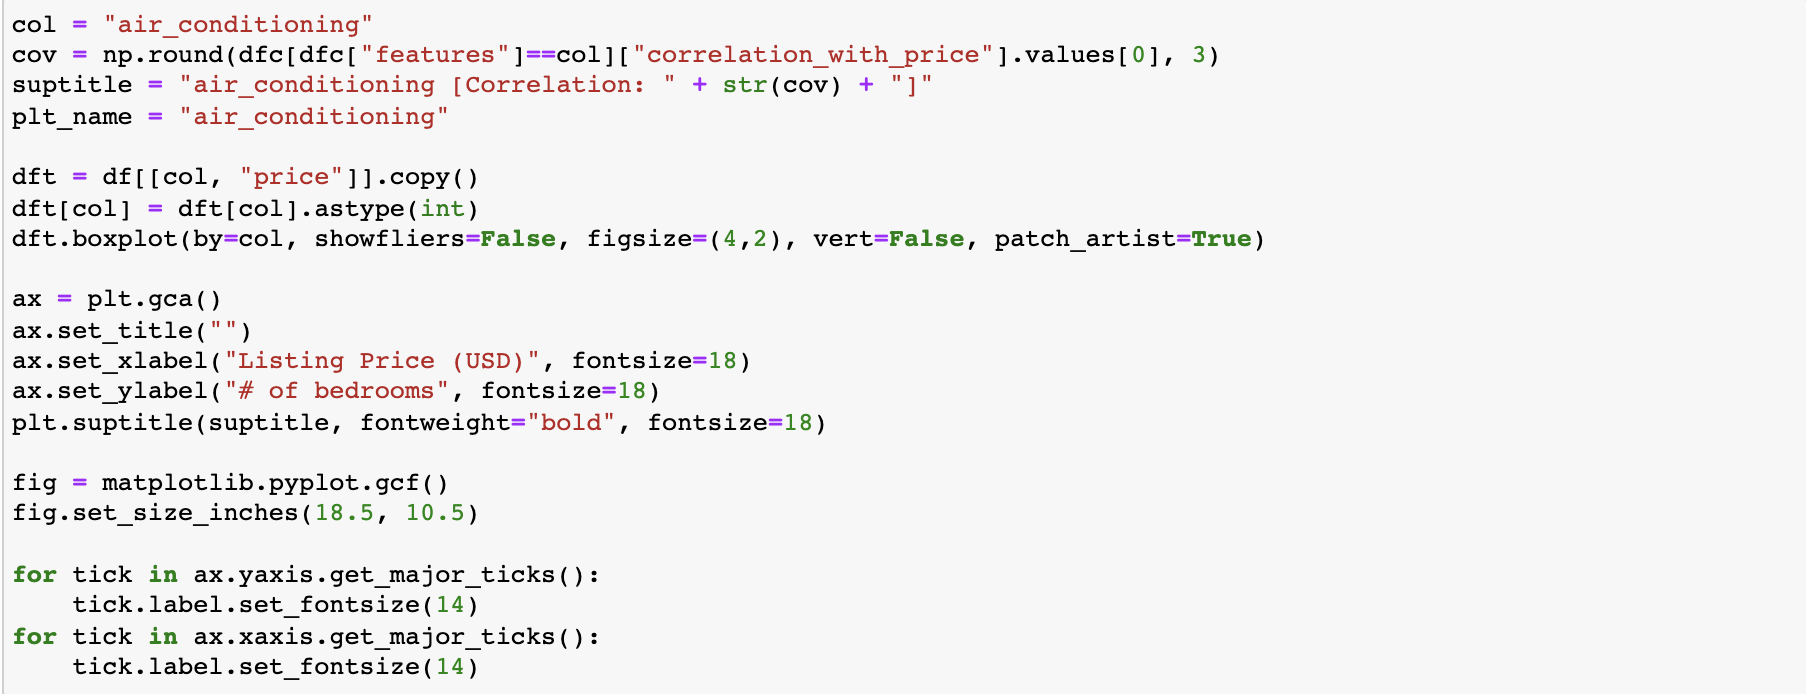 col = "air_conditioning"
cov = np.round(dfc[dfc["features"]==col]["correlation_with_price"].values[0], 3)
suptitle = "air_conditioning [Correlation: " + str(cov) + "]"
plt_name = "air_conditioning"

dft = df[[col, "price"]].copy()
dft[col] = dft[col].astype(int)
dft.boxplot(by=col, showfliers=False, figsize=(4,2), vert=False, patch_artist=True)

ax = plt.gca()
ax.set_title("")
ax.set_xlabel("Listing Price (USD)", fontsize=18)
ax.set_ylabel("# of bedrooms", fontsize=18)
plt.suptitle(suptitle, fontweight="bold", fontsize=18)

fig = matplotlib.pyplot.gcf()
fig.set_size_inches(18.5, 10.5)

for tick in ax.yaxis.get_major_ticks():
    tick.label.set_fontsize(14)
for tick in ax.xaxis.get_major_ticks():
    tick.label.set_fontsize(14)